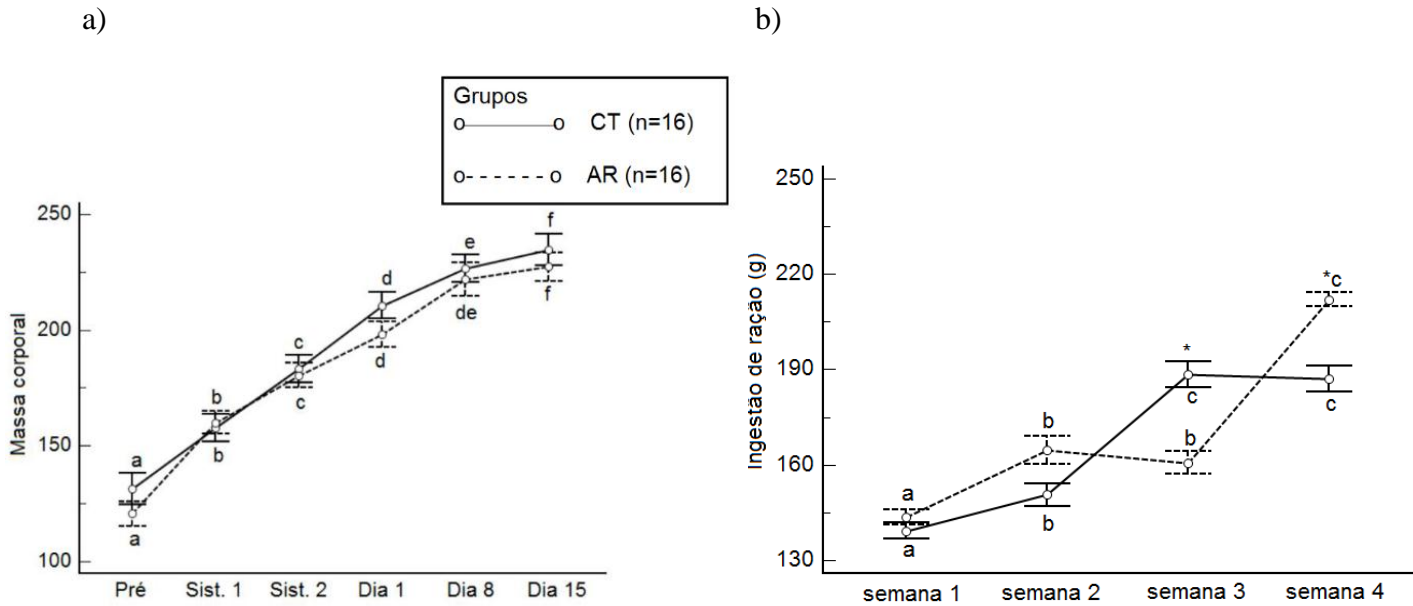 a)
b)
Grupos
CT (n=16)
AR (n=16)
Massa corporal
250
200
150
100
a
a
b
b
c
c
d
d
e
de
f
f
Pré Sist. 1 Sist. 2 Dia 1 Dia 8 Dia 15
Ingestão de ração (g)
250
220
190
160
130
a
a
b
b
*
c
b
*c
c
semana 1 semana 2 semana 3 semana 4